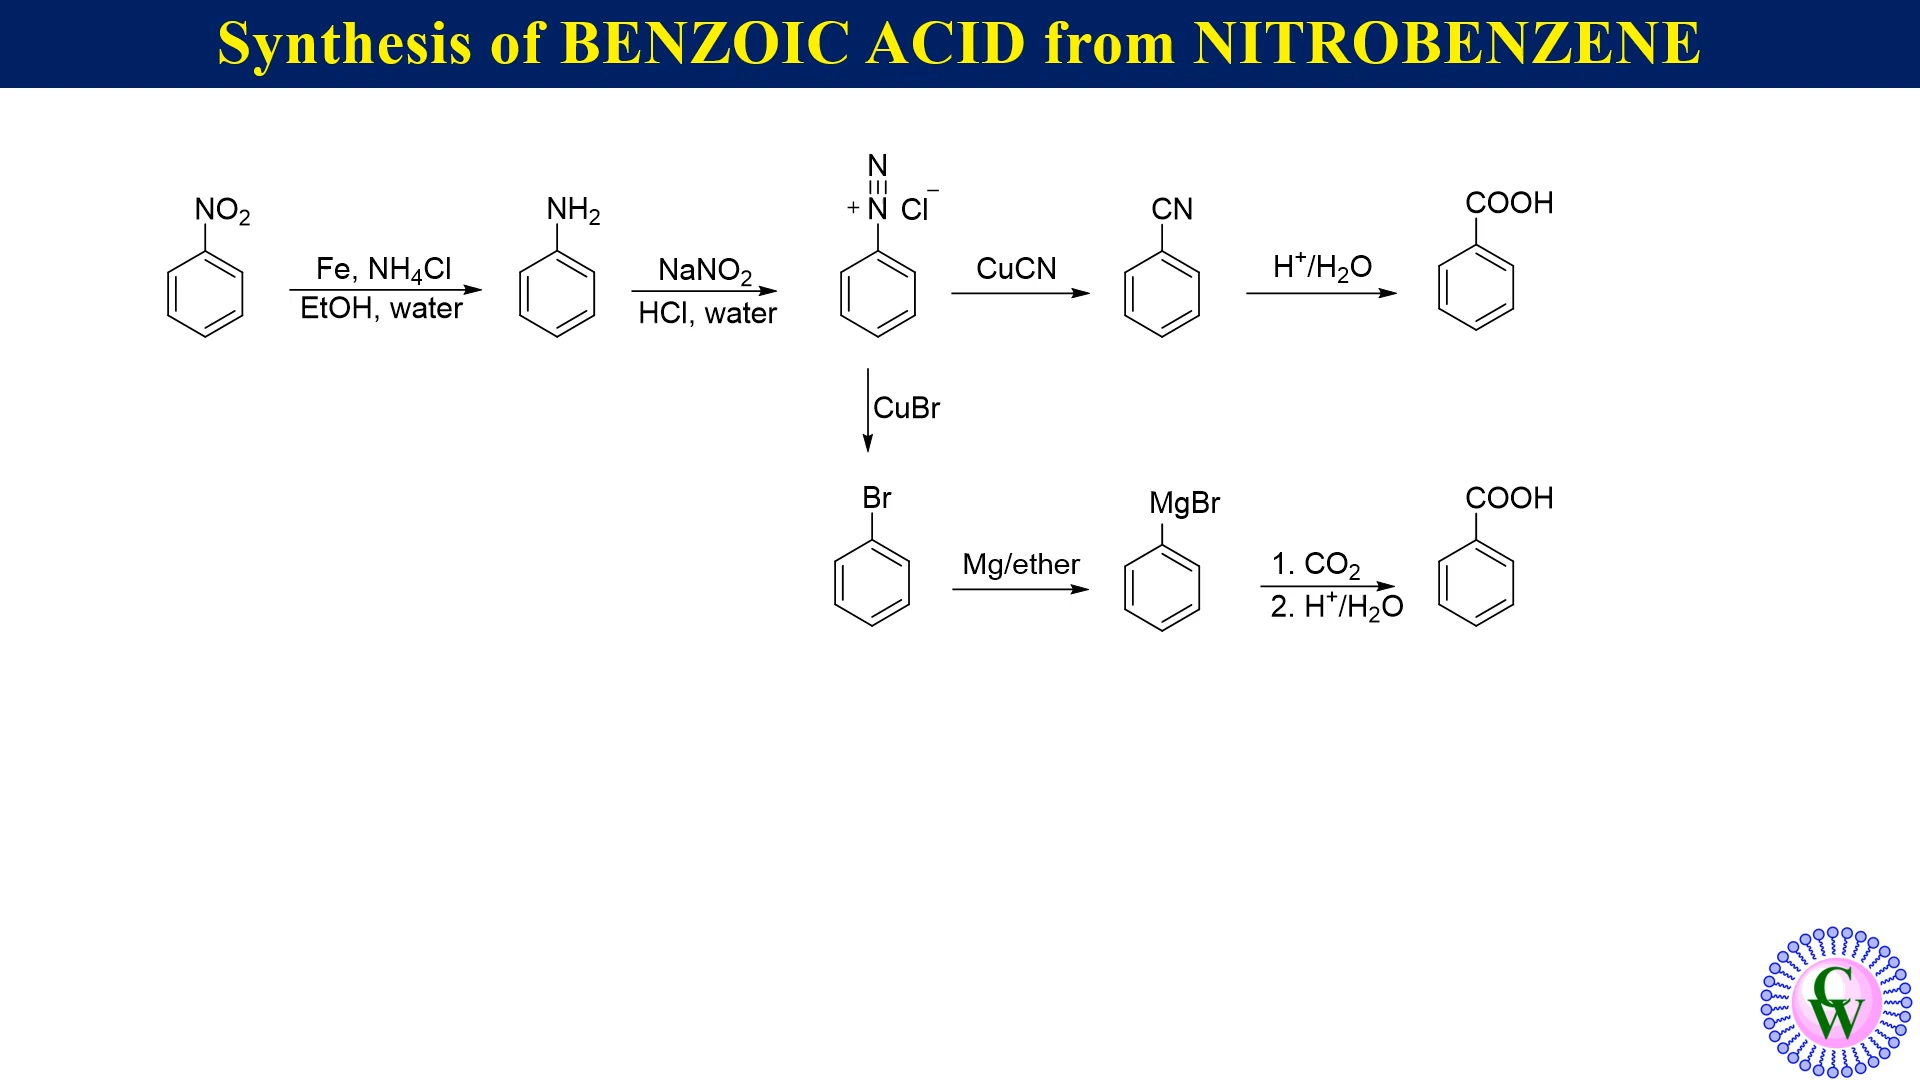 Synthesis of BENZOIC ACID from NITROBENZENE
NO₂
Fe, NH₄Cl
EtOH, water
NH₂
NaNO₂
HCl, water
N
+ N Cl⁻
CuCN
CN
H⁺/H₂O
COOH
CuBr
Br
Mg/ether
MgBr
1. CO₂
2. H⁺/H₂O
COOH
CW